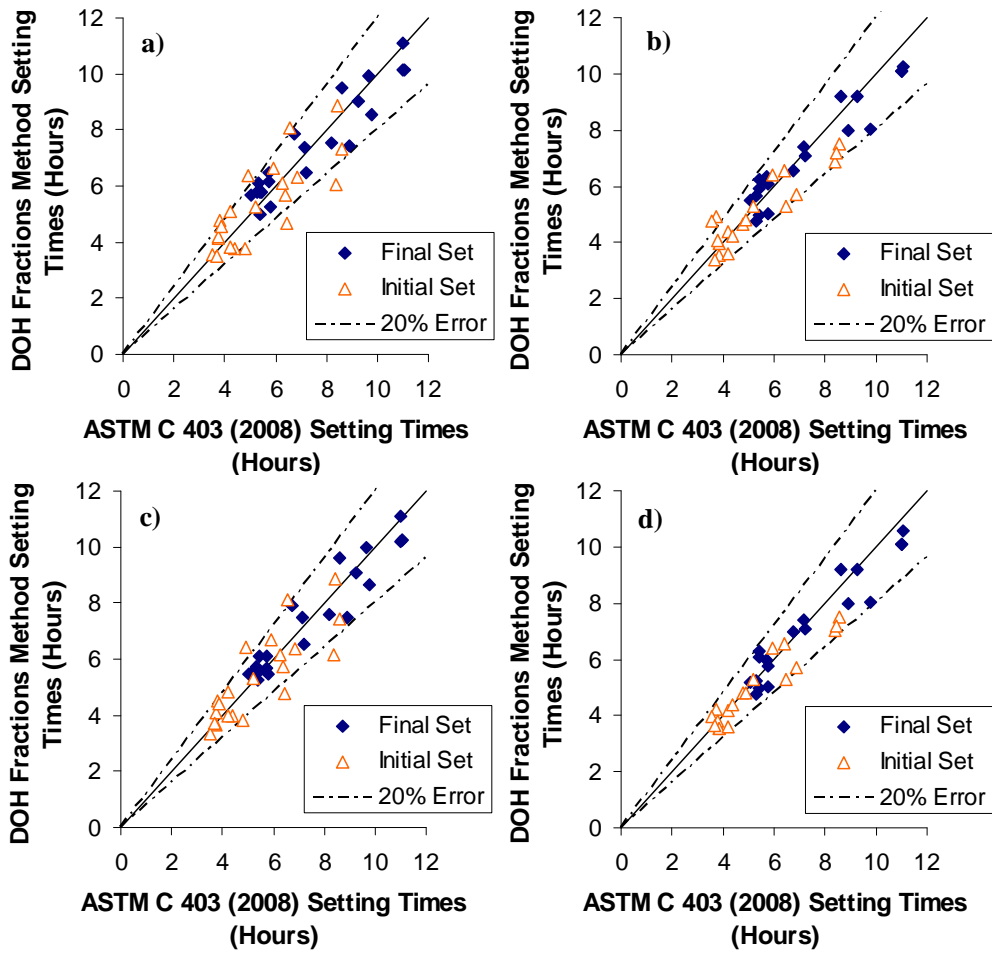 DOH Fractions Method Setting
Times (Hours)
12
10
8
6
4
2
0
a)
Final Set
Initial Set
20% Error
0 2 4 6 8 10 12
ASTM C 403 (2008) Setting Times
(Hours)
DOH Fractions Method Setting
Times (Hours)
12
10
8
6
4
2
0
b)
Final Set
Initial Set
20% Error
0 2 4 6 8 10 12
ASTM C 403 (2008) Setting Times
(Hours)
DOH Fractions Method Setting
Times (Hours)
12
10
8
6
4
2
0
c)
Final Set
Initial Set
20% Error
0 2 4 6 8 10 12
ASTM C 403 (2008) Setting Times
(Hours)
DOH Fractions Method Setting
Times (Hours)
12
10
8
6
4
2
0
d)
Final Set
Initial Set
20% Error
0 2 4 6 8 10 12
ASTM C 403 (2008) Setting Times
(Hours)